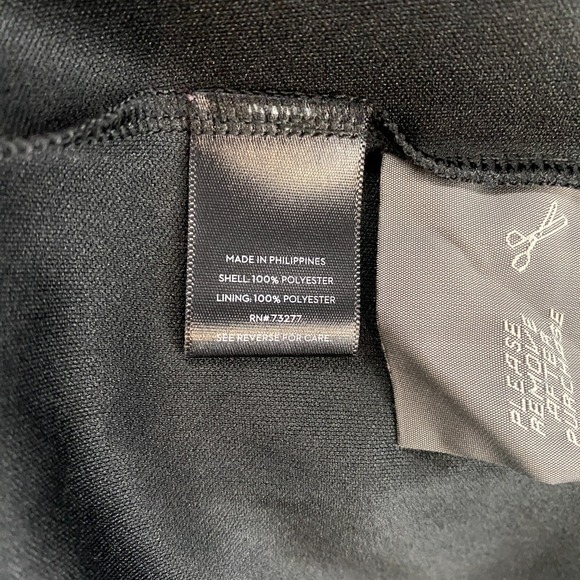 MADE IN PHILIPPINES
SHELL: 100% POLYESTER
LINING: 100% POLYESTER
RN# 73277
SEE REVERSE FOR CARE.
PLEASE
REMOVE
AFTER
PURCHASE